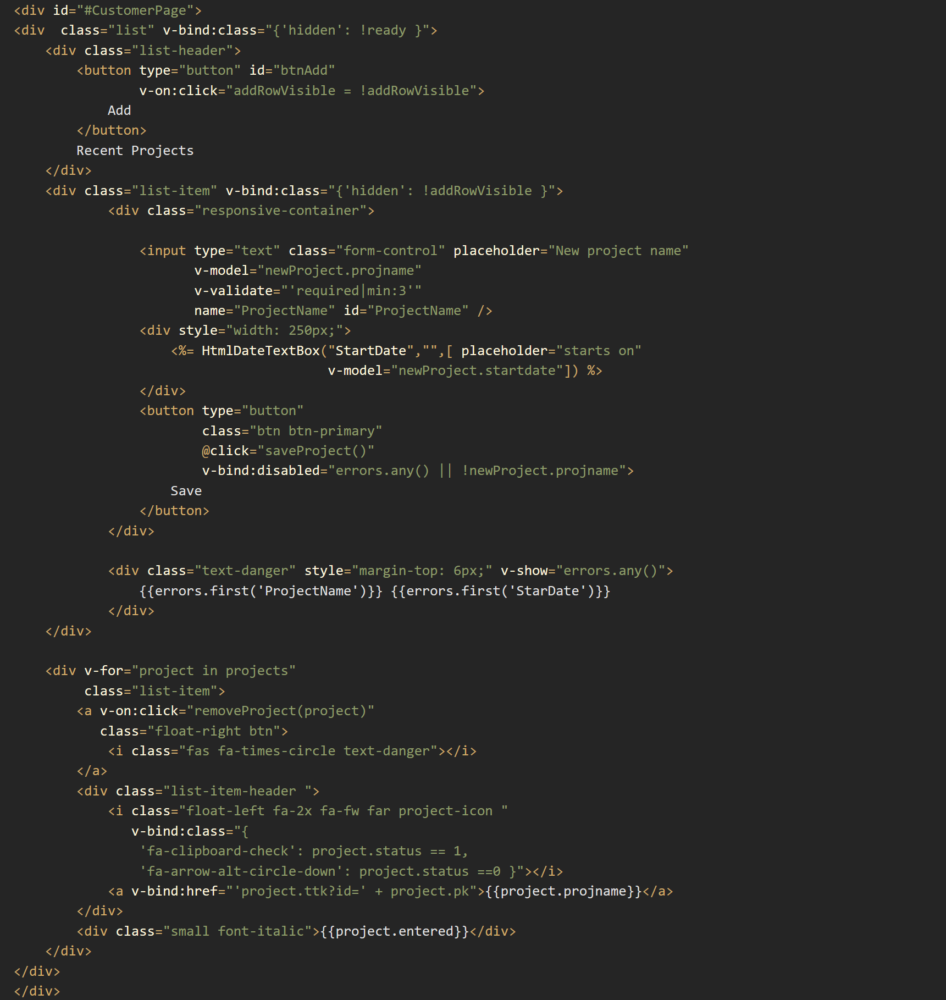 <div id="#CustomerPage">
<div  class="list" v-bind:class="{'hidden': !ready }">
    <div class="list-header">
        <button type="button" id="btnAdd"
                v-on:click="addRowVisible = !addRowVisible">
            Add
        </button>
        Recent Projects
    </div>
    <div class="list-item" v-bind:class="{'hidden': !addRowVisible }">
            <div class="responsive-container">

                <input type="text" class="form-control" placeholder="New project name"
                       v-model="newProject.projname"
                       v-validate="'required|min:3'"
                       name="ProjectName" id="ProjectName" />
                <div style="width: 250px;">
                    <%= HtmlDateTextBox("StartDate","",[ placeholder="starts on"
                                        v-model="newProject.startdate"]) %>
                </div>
                <button type="button"
                        class="btn btn-primary"
                        @click="saveProject()"
                        v-bind:disabled="errors.any() || !newProject.projname">
                    Save
                </button>
            </div>

            <div class="text-danger" style="margin-top: 6px;" v-show="errors.any()">
                {{errors.first('ProjectName')}} {{errors.first('StarDate')}}
            </div>
    </div>

    <div v-for="project in projects"
         class="list-item">
        <a v-on:click="removeProject(project)"
           class="float-right btn">
            <i class="fas fa-times-circle text-danger"></i>
        </a>
        <div class="list-item-header ">
            <i class="float-left fa-2x fa-fw far project-icon "
               v-bind:class="{
                'fa-clipboard-check': project.status == 1,
                'fa-arrow-alt-circle-down': project.status ==0 }"></i>
            <a v-bind:href="'project.ttk?id=' + project.pk">{{project.projname}}</a>
        </div>
        <div class="small font-italic">{{project.entered}}</div>
    </div>
</div>
</div>